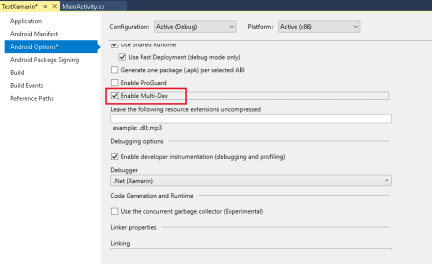 TestXamarin* MainActivity.cs
Application
Configuration: Active (Debug) Platform: Active (x86)
Android Manifest
Android Options*
Use Shared Runtime
Use Fast Deployment (debug mode only)
Android Package Signing
Generate one package (.apk) per selected ABI
Build
Enable ProGuard
Build Events
Enable Multi-Dex
Reference Paths
Leave the following resource extensions uncompressed
example: .dll;.mp3
Debugging options
Enable developer instrumentation (debugging and profiling)
Debugger
.Net (Xamarin)
Code Generation and Runtime
Use the concurrent garbage collector (Experimental)
Linker properties
Linking